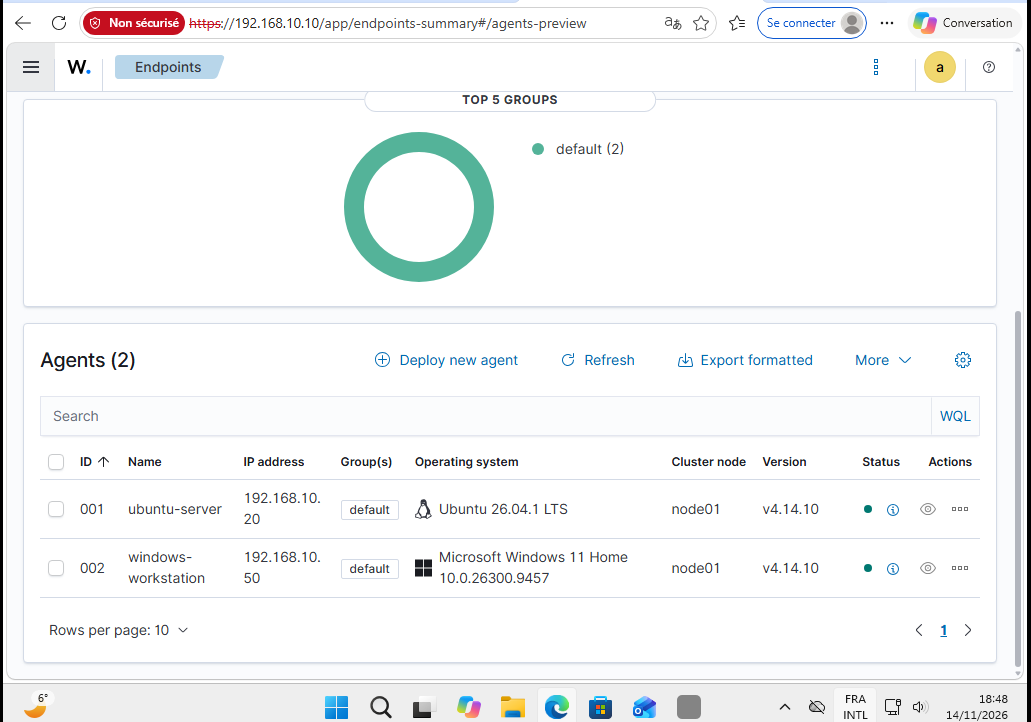 Non sécurisé https://192.168.10.10/app/endpoints-summary#/agents-preview Se connecter Conversation
W. Endpoints a
TOP 5 GROUPS
default (2)
Agents (2) Deploy new agent Refresh Export formatted More
Search WQL
ID Name IP address Group(s) Operating system Cluster node Version Status Actions
001 ubuntu-server 192.168.10.
20 default Ubuntu 26.04.1 LTS node01 v4.14.10
002 windows-
workstation 192.168.10.
50 default Microsoft Windows 11 Home
10.0.26300.9457 node01 v4.14.10
Rows per page: 10 1
6°
FRA
INTL
18:48
14/11/2026